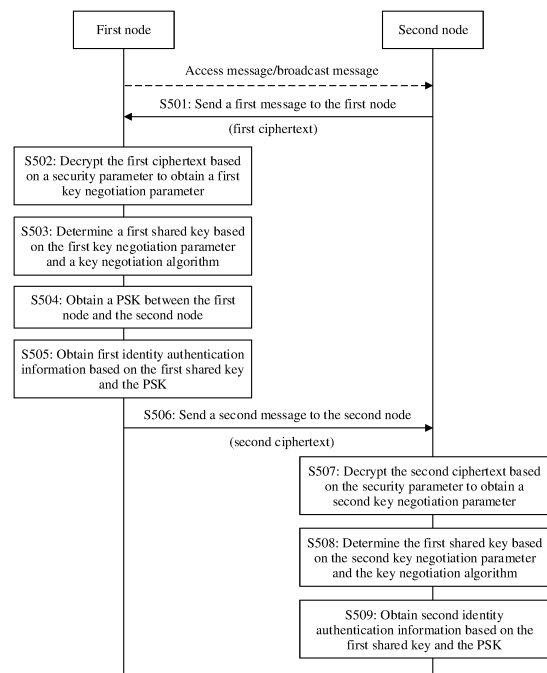 First node
Second node
Access message/broadcast message
S501: Send a first message to the first node
(first ciphertext)
S502: Decrypt the first ciphertext based
on a security parameter to obtain a first
key negotiation parameter
S503: Determine a first shared key based
on the first key negotiation parameter
and a key negotiation algorithm
S504: Obtain a PSK between the first
node and the second node
S505: Obtain first identity authentication
information based on the first shared key
and the PSK
S506: Send a second message to the second node
(second ciphertext)
S507: Decrypt the second ciphertext based
on the security parameter to obtain a
second key negotiation parameter
S508: Determine the first shared key based
on the second key negotiation parameter
and the key negotiation algorithm
S509: Obtain second identity
authentication information based on the
first shared key and the PSK